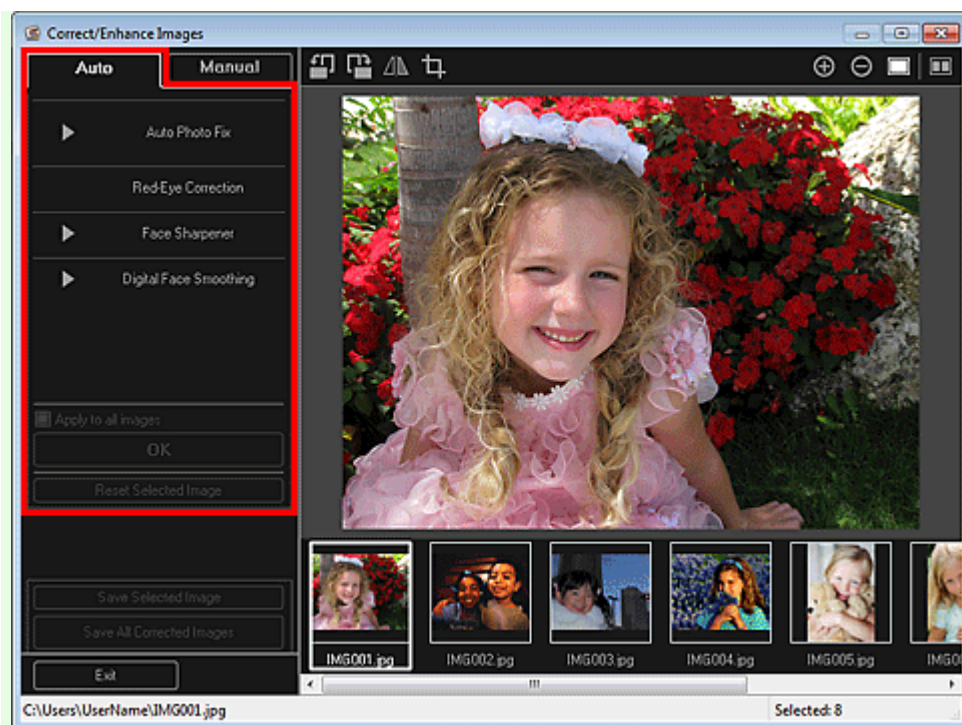 Correct/Enhance Images
Auto
Manual
Auto Photo Fix
Red-Eye Correction
Face Sharpener
Digital Face Smoothing
Apply to all images
OK
Reset Selected Image
Save Selected Image
Save All Corrected Images
Exit
IMG001.jpg
IMG002.jpg
IMG003.jpg
IMG004.jpg
IMG005.jpg
IMG0
C:\Users\UserName\IMG001.jpg
Selected: 8